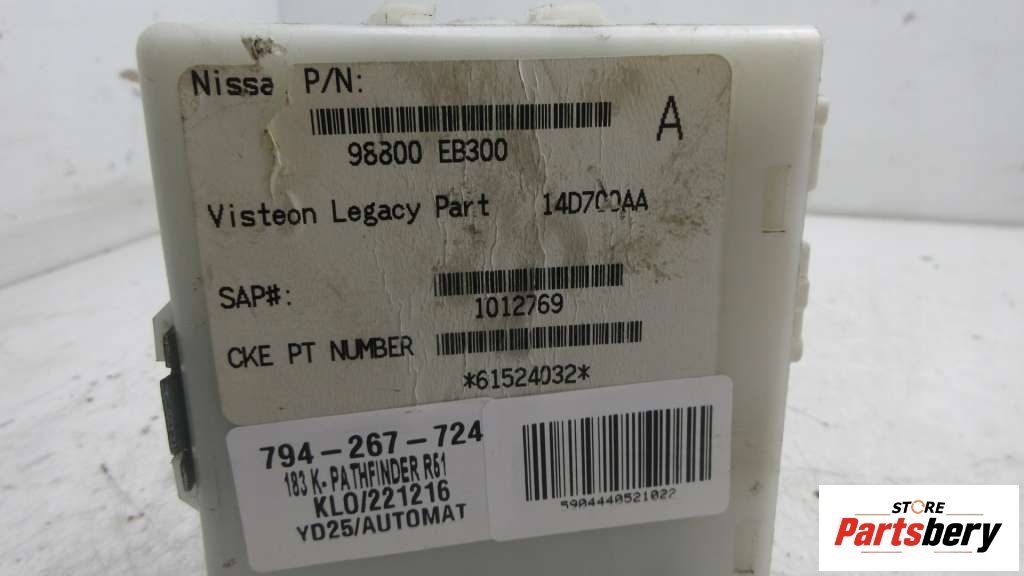 Nissa P/N:
A
98800 EB300
Visteon Legacy Part 14D700AA
SAP#:
1012769
CKE PT NUMBER
*61524032*
794-267-724
183 K- PATHFINDER R51
KLO/221216
YD25/AUTOMAT
5904440521022
STORE
Partsbery